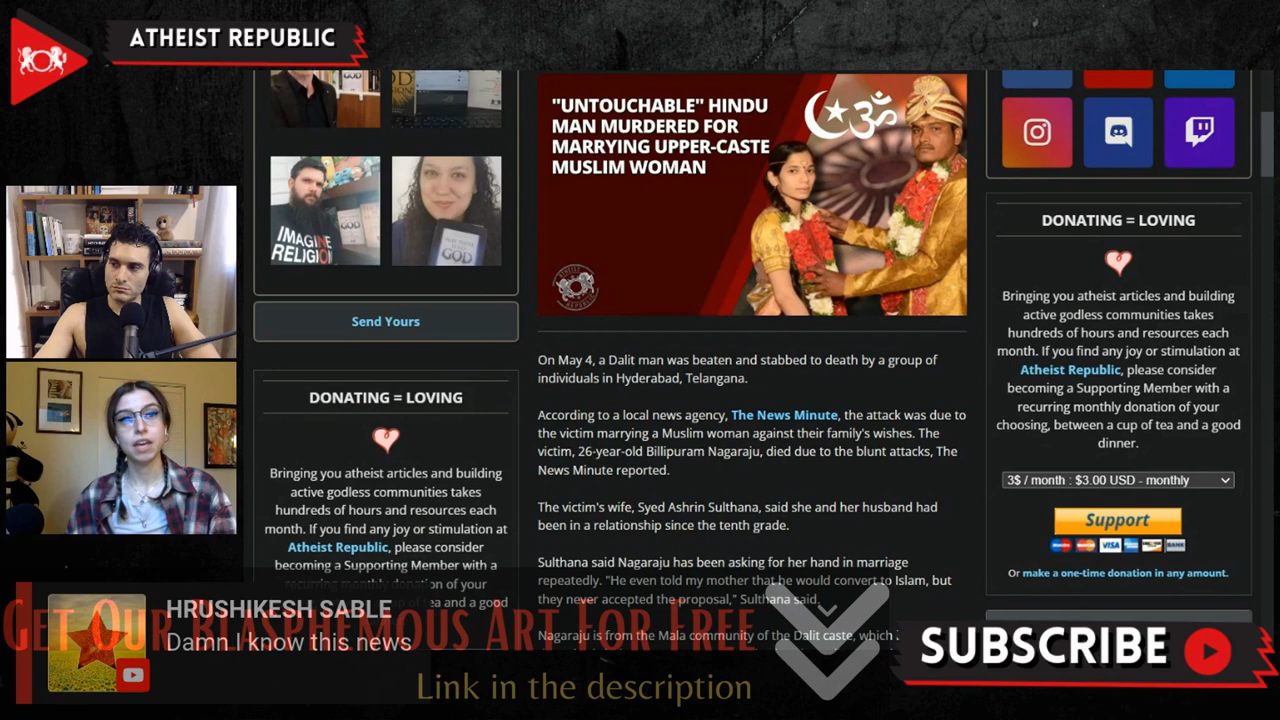 ATHEIST REPUBLIC
IMAGINE
RELIGION
GOD
Send Yours
DONATING = LOVING
Bringing you atheist articles and building
active godless communities takes
hundreds of hours and resources each
month. If you find any joy or stimulation at
Atheist Republic, please consider
becoming a Supporting Member with a
recurring monthly donation of your
"UNTOUCHABLE" HINDU
MAN MURDERED FOR
MARRYING UPPER-CASTE
MUSLIM WOMAN
On May 4, a Dalit man was beaten and stabbed to death by a group of
individuals in Hyderabad, Telangana.
According to a local news agency, The News Minute, the attack was due to
the victim marrying a Muslim woman against their family's wishes. The
victim, 26-year-old Billipuram Nagaraju, died due to the blunt attacks, The
News Minute reported.
The victim's wife, Syed Ashrin Sulthana, said she and her husband had
been in a relationship since the tenth grade.
Sulthana said Nagaraju has been asking for her hand in marriage
repeatedly. "He even told my mother that he would convert to Islam, but
they never accepted the proposal," Sulthana said.
Nagaraju is from the Mala community of the Dalit caste, which
DONATING = LOVING
Bringing you atheist articles and building
active godless communities takes
hundreds of hours and resources each
month. If you find any joy or stimulation at
Atheist Republic, please consider
becoming a Supporting Member with a
recurring monthly donation of your
choosing, between a cup of tea and a good
dinner.
3$ / month : $3.00 USD - monthly
Support
VISA
BANK
Or make a one-time donation in any amount.
HRUSHIKESH SABLE
Damn I know this news
GET OUR BLASPHEMOUS ART FOR FREE
Link in the description
SUBSCRIBE